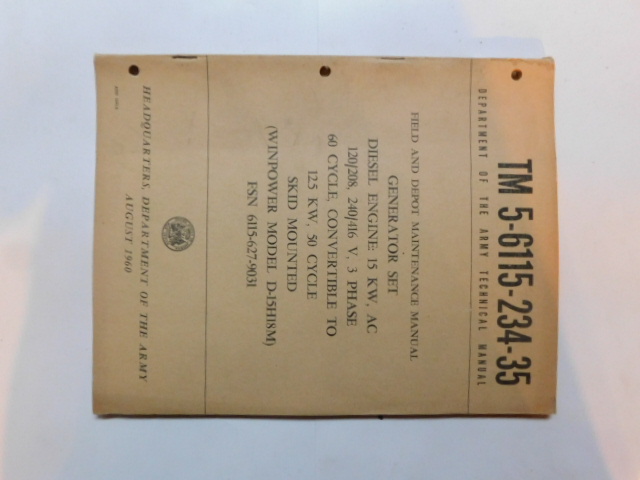 TM 5-6115-234-35
DEPARTMENT OF THE ARMY TECHNICAL MANUAL
FIELD AND DEPOT MAINTENANCE MANUAL
GENERATOR SET
DIESEL ENGINE: 15 KW, AC
120/208, 240/416 V, 3 PHASE
60 CYCLE, CONVERTIBLE TO
12.5 KW, 50 CYCLE
SKID MOUNTED
(WINPOWER MODEL D-15H18M)
FSN 6115-627-9031
HEADQUARTERS, DEPARTMENT OF THE ARMY
AUGUST 1960